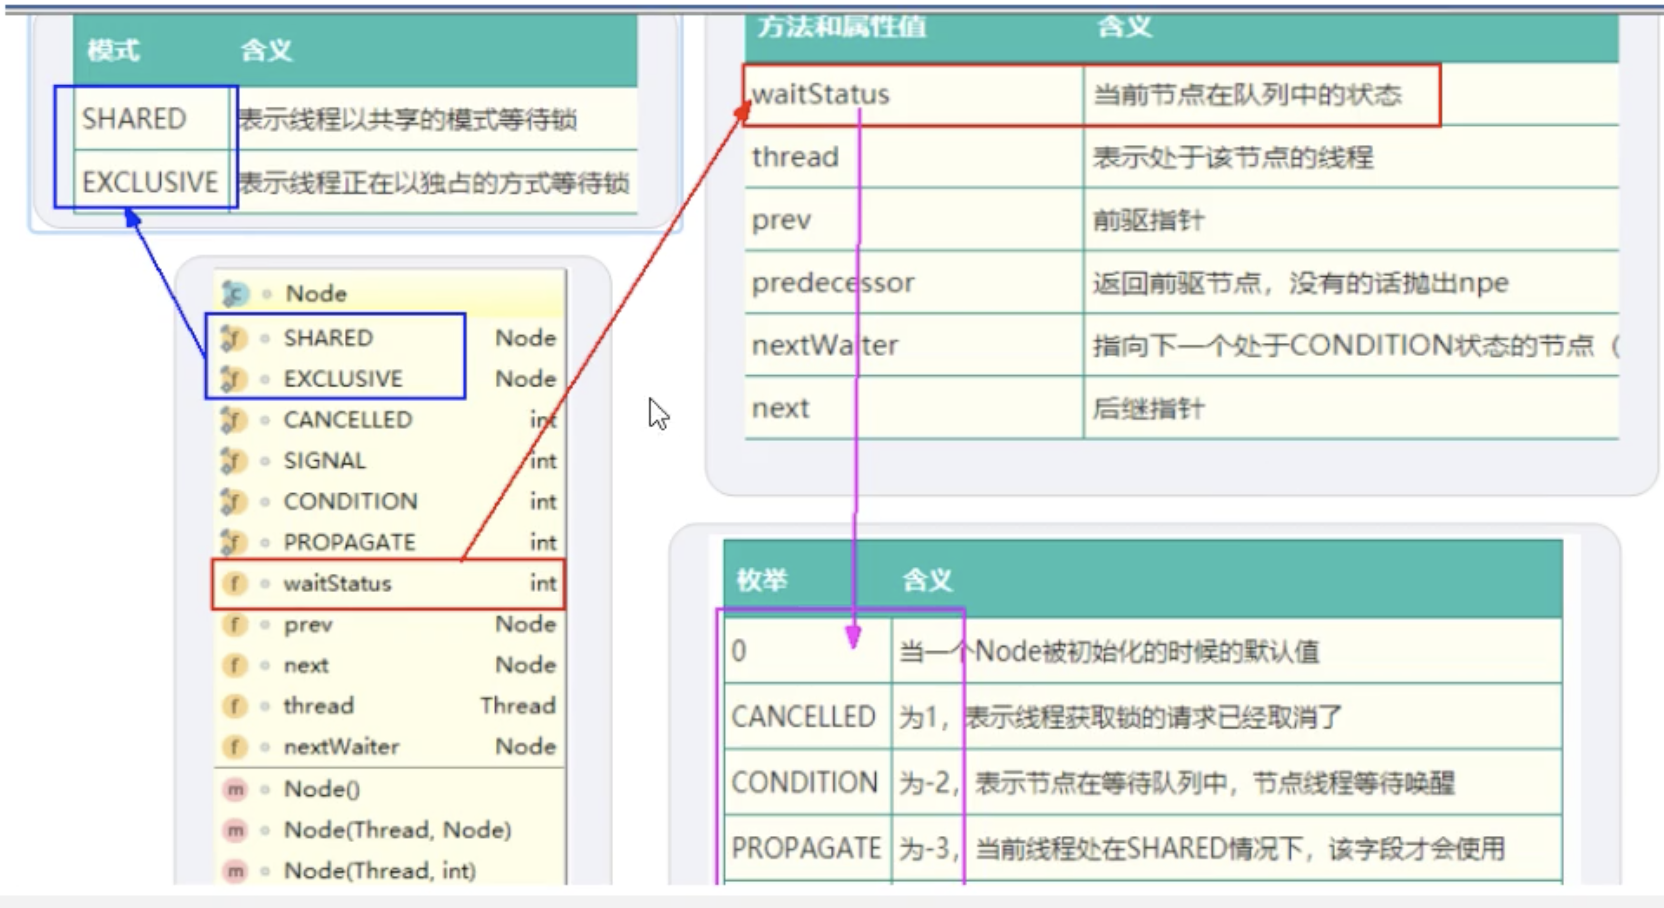 模式 含义
SHARED 表示线程以共享的模式等待锁
EXCLUSIVE 表示线程正在以独占的方式等待锁
方法和属性值 含义
waitStatus 当前节点在队列中的状态
thread 表示处于该节点的线程
prev 前驱指针
predecessor 返回前驱节点，没有的话抛出npe
nextWaiter 指向下一个处于CONDITION状态的节点（
next 后继指针
Node
SHARED Node
EXCLUSIVE Node
CANCELLED int
SIGNAL int
CONDITION int
PROPAGATE int
waitStatus int
prev Node
next Node
thread Thread
nextWaiter Node
Node()
Node(Thread, Node)
Node(Thread, int)
枚举 含义
0 当一个Node被初始化的时候的默认值
CANCELLED 为1，表示线程获取锁的请求已经取消了
CONDITION 为-2，表示节点在等待队列中，节点线程等待唤醒
PROPAGATE 为-3，当前线程处在SHARED情况下，该字段才会使用